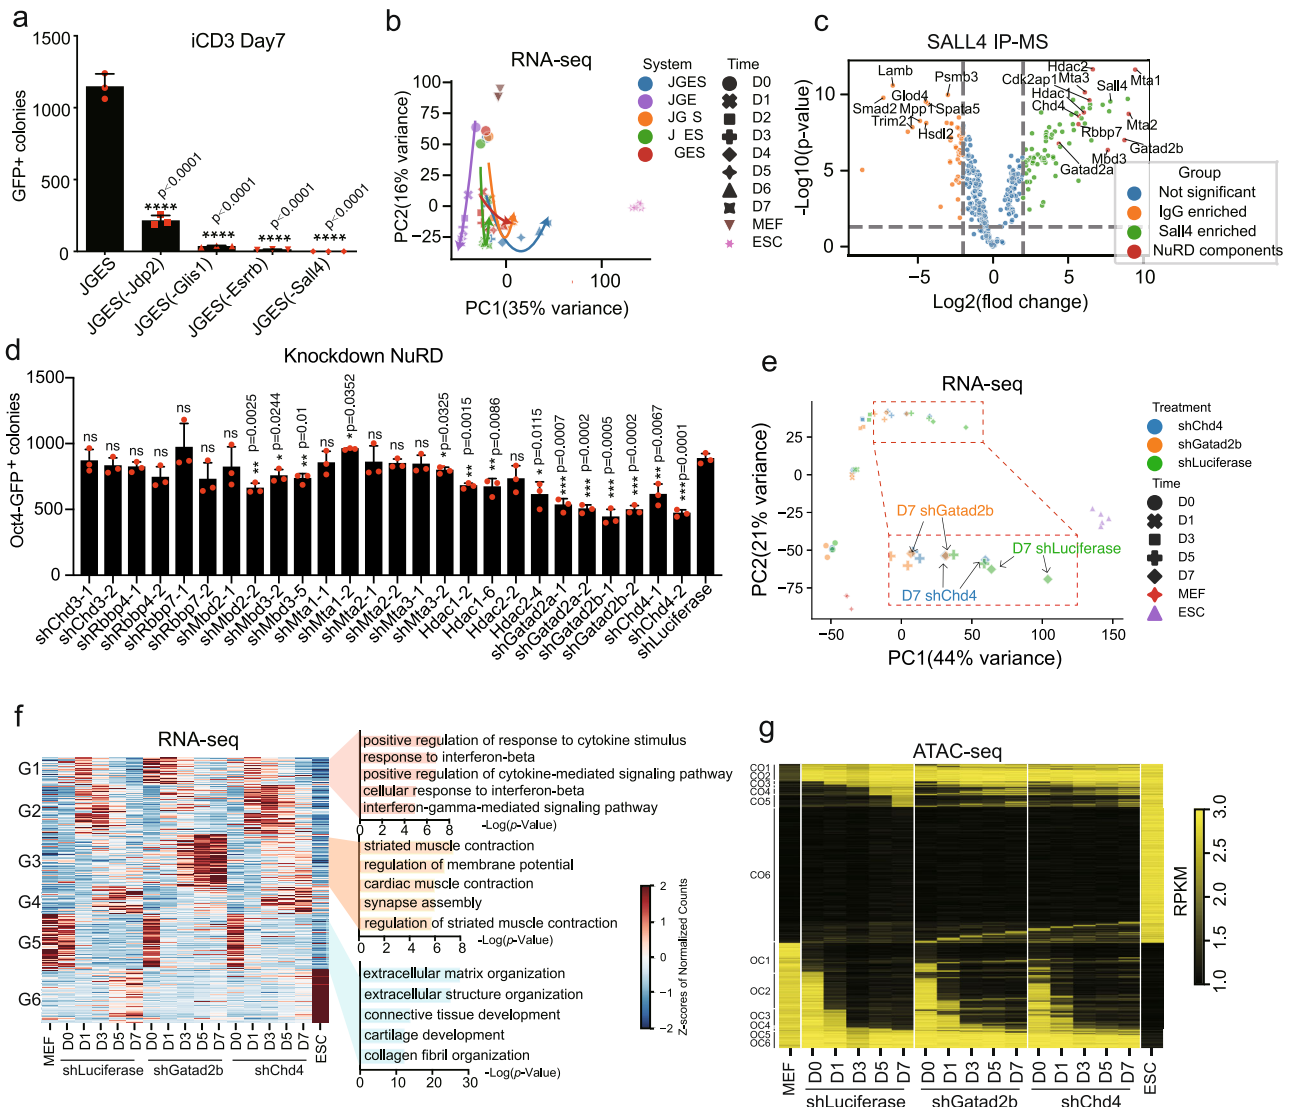 a
iCD3 Day7
GFP+ colonies
1500
1000
500
0
p<0.0001
p<0.0001
p<0.0001
p<0.0001
****
****
****
****
JGES
JGES(-Jdp2)
JGES(-Glis1)
JGES(-Esrrb)
JGES(-Sall4)
b
RNA-seq
PC2(16% variance)
100
75
50
25
0
−25
0
100
PC1(35% variance)
System
JGES
JGE
JG S
J ES
GES
Time
D0
D1
D2
D3
D4
D5
D6
D7
MEF
ESC
c
SALL4 IP-MS
-Log10(p-value)
10
5
0
Lamb
Psmb3
Glod4
Smad2
Mpp1
Spata5
Trim21
Hsdl2
Hdac2
Cdk2ap1
Mta3
Mta1
Sall4
Hdac1
Chd4
Mta2
Rbbp7
Gatad2b
Mbd3
Gatad2a
−5
0
5
10
Log2(flod change)
Group
Not significant
IgG enriched
Sall4 enriched
NuRD components
d
Knockdown NuRD
Oct4-GFP+ colonies
1500
1000
500
0
ns
ns
ns
ns
ns
ns
ns
** p=0.0025
* p=0.0244
** p=0.01
ns
* p=0.0352
ns
ns
ns
* p=0.0325
** p=0.0015
** p=0.0086
ns
* p=0.0115
*** p=0.0007
*** p=0.0002
*** p=0.0005
*** p=0.0002
** p=0.0067
*** p=0.0001
shChd3-1
shChd3-2
shRbbp4-1
shRbbp4-2
shRbbp7-1
shRbbp7-2
shMbd2-1
shMbd2-2
shMbd3-2
shMbd3-5
shMta1-1
shMta1-2
shMta2-1
shMta2-2
shMta3-1
shMta3-2
Hdac1-2
Hdac1-6
Hdac2-2
Hdac2-4
shGatad2a-1
shGatad2a-2
shGatad2b-1
shGatad2b-2
shChd4-1
shChd4-2
shLuciferase
e
RNA-seq
PC2(21% variance)
25
0
−25
−50
−75
D7 shGatad2b
D7 shLuciferase
D7 shChd4
−50
0
50
100
150
PC1(44% variance)
Treatment
shChd4
shGatad2b
shLuciferase
Time
D0
D1
D3
D5
D7
MEF
ESC
f
RNA-seq
G1
G2
G3
G4
G5
G6
MEF
D0
D1
D3
D5
D7
D0
D1
D3
D5
D7
D0
D1
D3
D5
D7
ESC
shLuciferase
shGatad2b
shChd4
positive regulation of response to cytokine stimulus
response to interferon-beta
positive regulation of cytokine-mediated signaling pathway
cellular response to interferon-beta
interferon-gamma-mediated signaling pathway
0 2 4 6 8
-Log(p-Value)
striated muscle contraction
regulation of membrane potential
cardiac muscle contraction
synapse assembly
regulation of striated muscle contraction
0 2 4 6 8
-Log(p-Value)
extracellular matrix organization
extracellular structure organization
connective tissue development
cartilage development
collagen fibril organization
0 10 20 30
-Log(p-Value)
2
1
0
−1
−2
Z-scores of Normalized Counts
g
ATAC-seq
CO1
CO2
CO3
CO4
CO5
CO6
OC1
OC2
OC3
OC4
OC5
OC6
MEF
D0
D1
D3
D5
D7
D0
D1
D3
D5
D7
D0
D1
D3
D5
D7
ESC
shLuciferase
shGatad2b
shChd4
3.0
2.5
2.0
1.5
1.0
RPKM